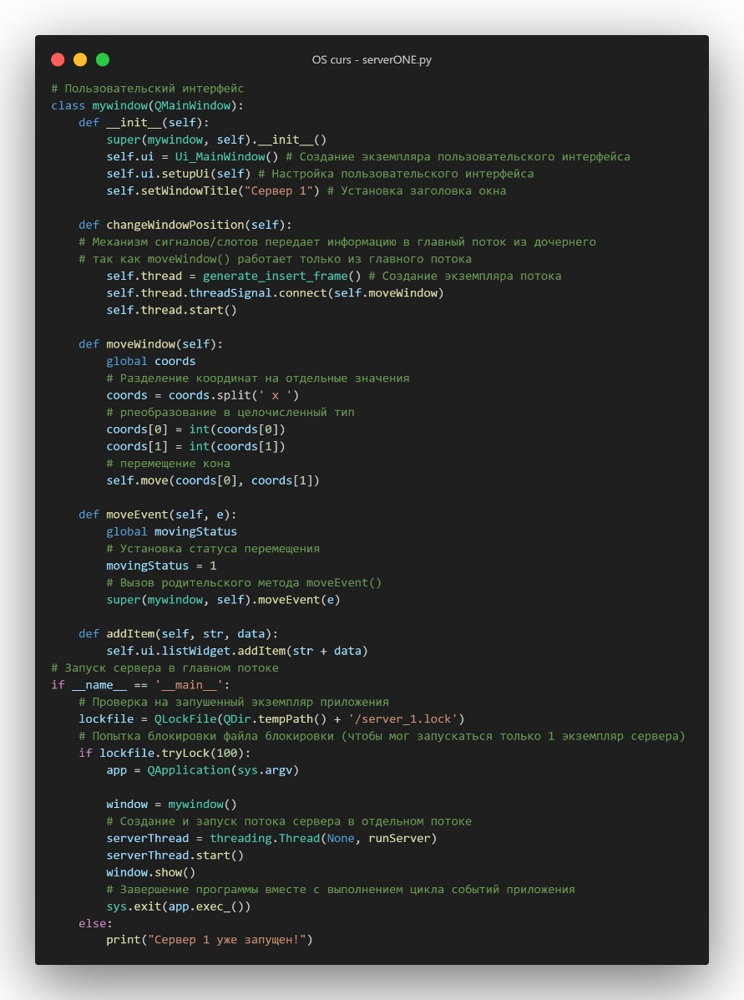 OS curs - serverONE.py
# Пользовательский интерфейс
class mywindow(QMainWindow):
    def __init__(self):
        super(mywindow, self).__init__()
        self.ui = Ui_MainWindow() # Создание экземпляра пользовательского интерфейса
        self.ui.setupUi(self) # Настройка пользовательского интерфейса
        self.setWindowTitle("Сервер 1") # Установка заголовка окна

    def changeWindowPosition(self):
    # Механизм сигналов/слотов передает информацию в главный поток из дочернего
    # так как moveWindow() работает только из главного потока
        self.thread = generate_insert_frame() # Создание экземпляра потока
        self.thread.threadSignal.connect(self.moveWindow)
        self.thread.start()

    def moveWindow(self):
        global coords
        # Разделение координат на отдельные значения
        coords = coords.split(' x ')
        # рпеобразование в целочисленный тип
        coords[0] = int(coords[0])
        coords[1] = int(coords[1])
        # перемещение кона
        self.move(coords[0], coords[1])

    def moveEvent(self, e):
        global movingStatus
        # Установка статуса перемещения
        movingStatus = 1
        # Вызов родительского метода moveEvent()
        super(mywindow, self).moveEvent(e)

    def addItem(self, str, data):
        self.ui.listWidget.addItem(str + data)
# Запуск сервера в главном потоке
if __name__ == '__main__':
    # Проверка на запушенный экземпляр приложения
    lockfile = QLockFile(QDir.tempPath() + '/server_1.lock')
    # Попытка блокировки файла блокировки (чтобы мог запускаться только 1 экземпляр сервера)
    if lockfile.tryLock(100):
        app = QApplication(sys.argv)

        window = mywindow()
        # Создание и запуск потока сервера в отдельном потоке
        serverThread = threading.Thread(None, runServer)
        serverThread.start()
        window.show()
        # Завершение программы вместе с выполнением цикла событий приложения
        sys.exit(app.exec_())
    else:
        print("Сервер 1 уже запущен!")